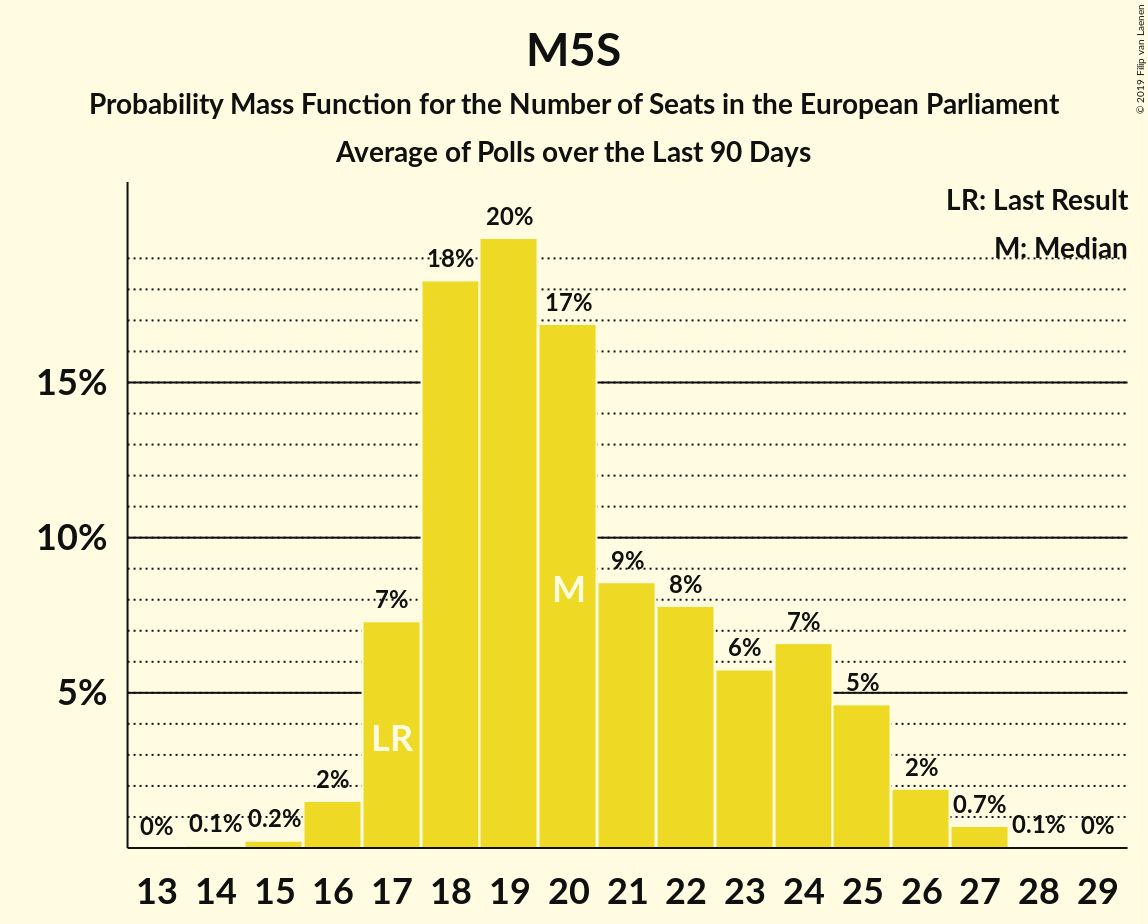 M5S
Probability Mass Function for the Number of Seats in the European Parliament
Average of Polls over the Last 90 Days
© 2019 Filip van Laenen
LR: Last Result
M: Median
15%
10%
5%
0%
0.1%
0.2%
2%
7%
18%
20%
17%
9%
8%
6%
7%
5%
2%
0.7%
0.1%
0%
LR
M
13 14 15 16 17 18 19 20 21 22 23 24 25 26 27 28 29